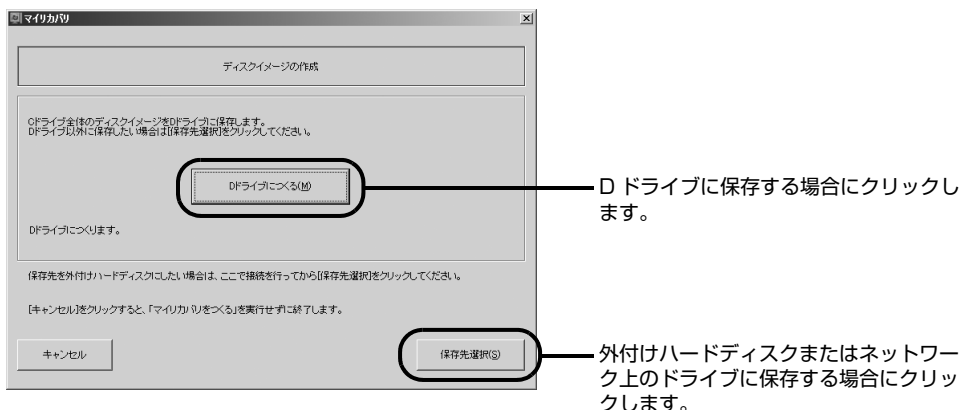 マイリカバリ
ディスクイメージの作成
Cドライブ全体のディスクイメージをDドライブに保存します。
Dドライブ以外に保存したい場合は[保存先選択]をクリックしてください。
Dドライブにつくる(M)
D ドライブに保存する場合にクリックし
ます。
Dドライブにつくります。
保存先を外付けハードディスクにしたい場合は、ここで接続を行ってから[保存先選択]をクリックしてください。
[キャンセル]をクリックすると、「マイリカバリをつくる」を実行せずに終了します。
キャンセル
保存先選択(S)
外付けハードディスクまたはネットワー
ク上のドライブに保存する場合にクリッ
クします。